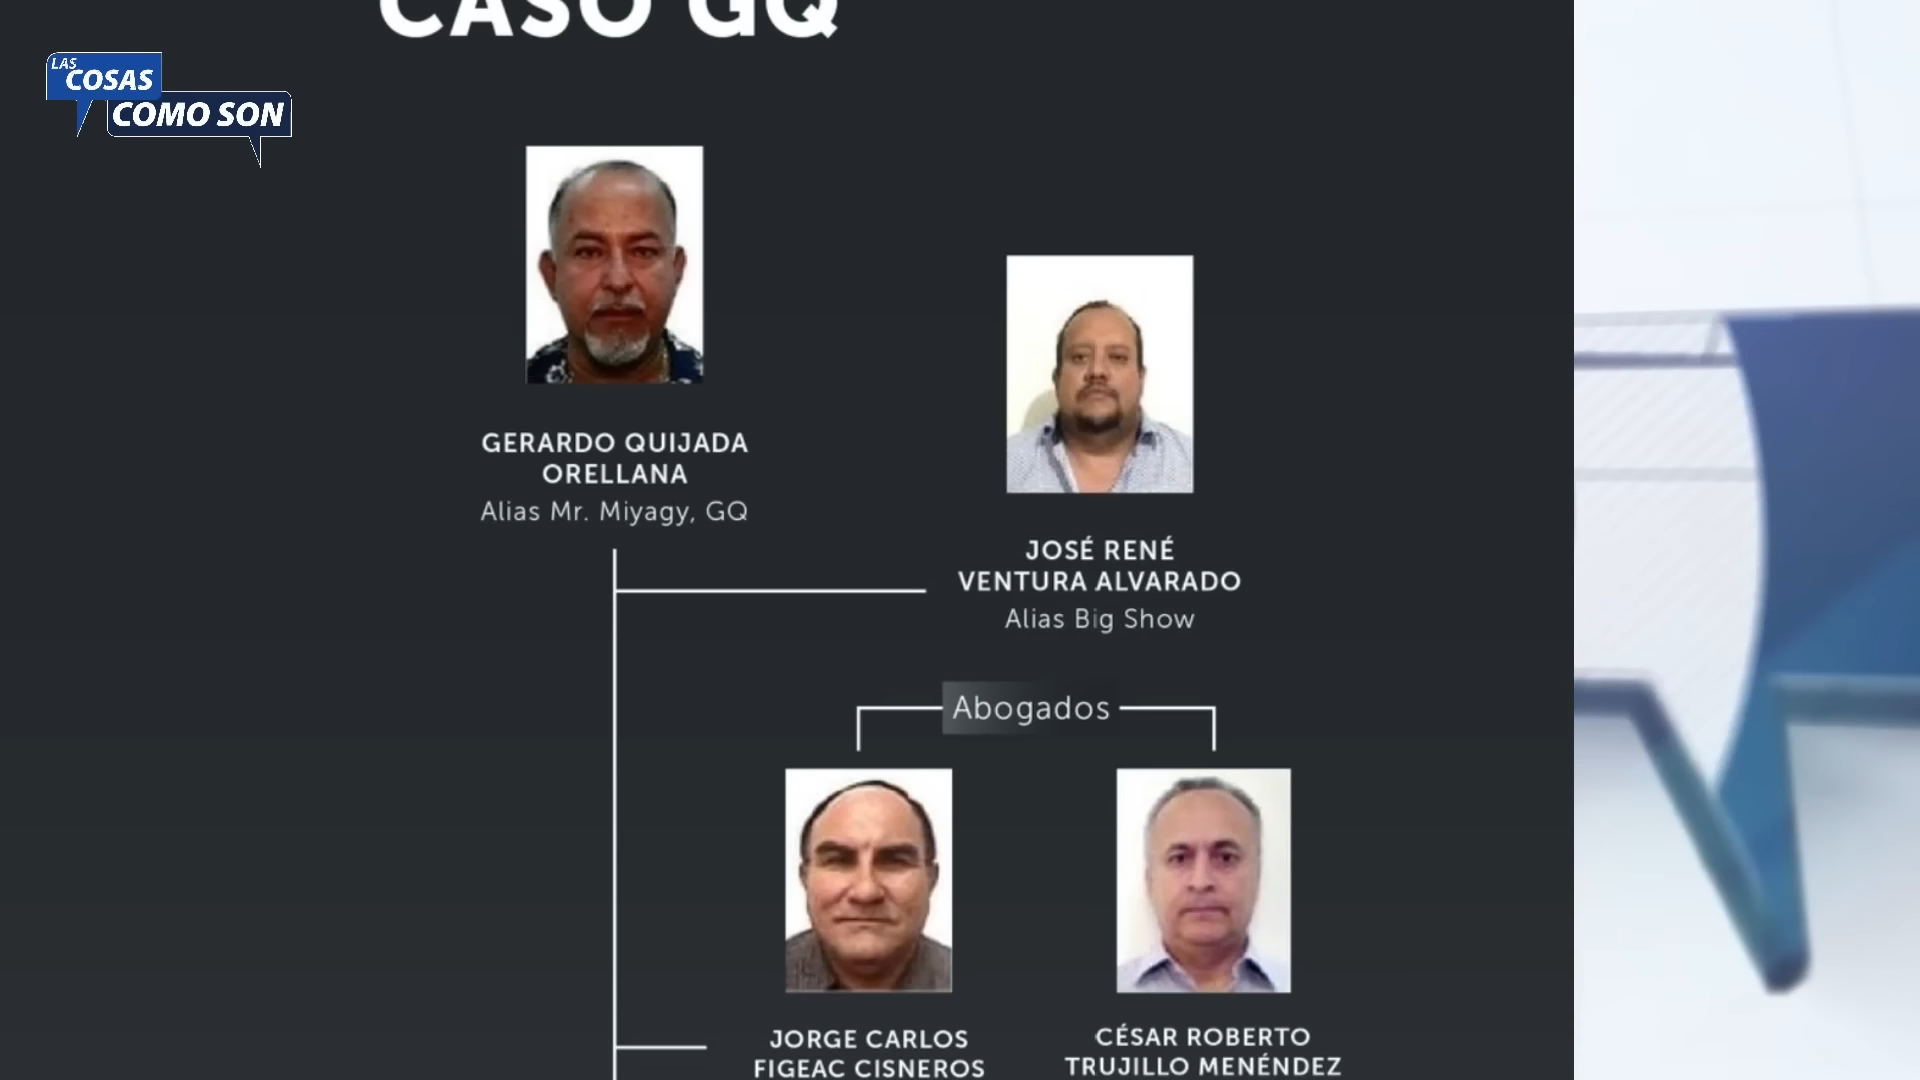 CASO GQ
LAS
COSAS
COMO SON
GERARDO QUIJADA
ORELLANA
Alias Mr. Miyagy, GQ
JOSÉ RENÉ
VENTURA ALVARADO
Alias Big Show
Abogados
JORGE CARLOS
FIGEAC CISNEROS
CÉSAR ROBERTO
TRUJILLO MENÉNDEZ